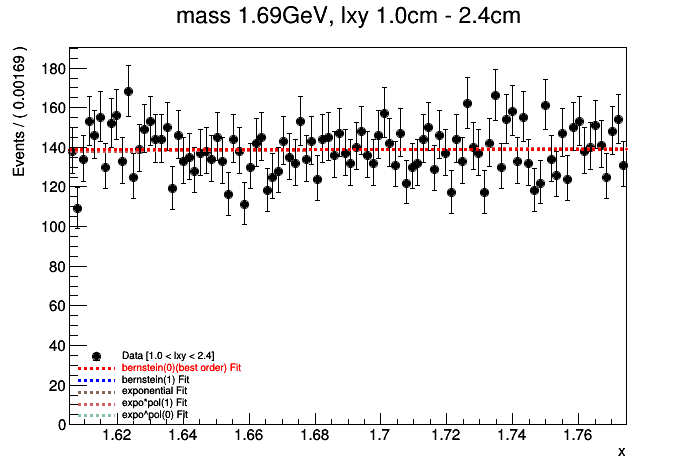 mass 1.69GeV, lxy 1.0cm - 2.4cm
Events / ( 0.00169 )
180
160
140
120
100
80
60
40
20
0
Data [1.0 < lxy < 2.4]
bernstein(0)(best order) Fit
bernstein(1) Fit
exponential Fit
expo*pol(1) Fit
expo^pol(0) Fit
1.62 1.64 1.66 1.68 1.7 1.72 1.74 1.76
x